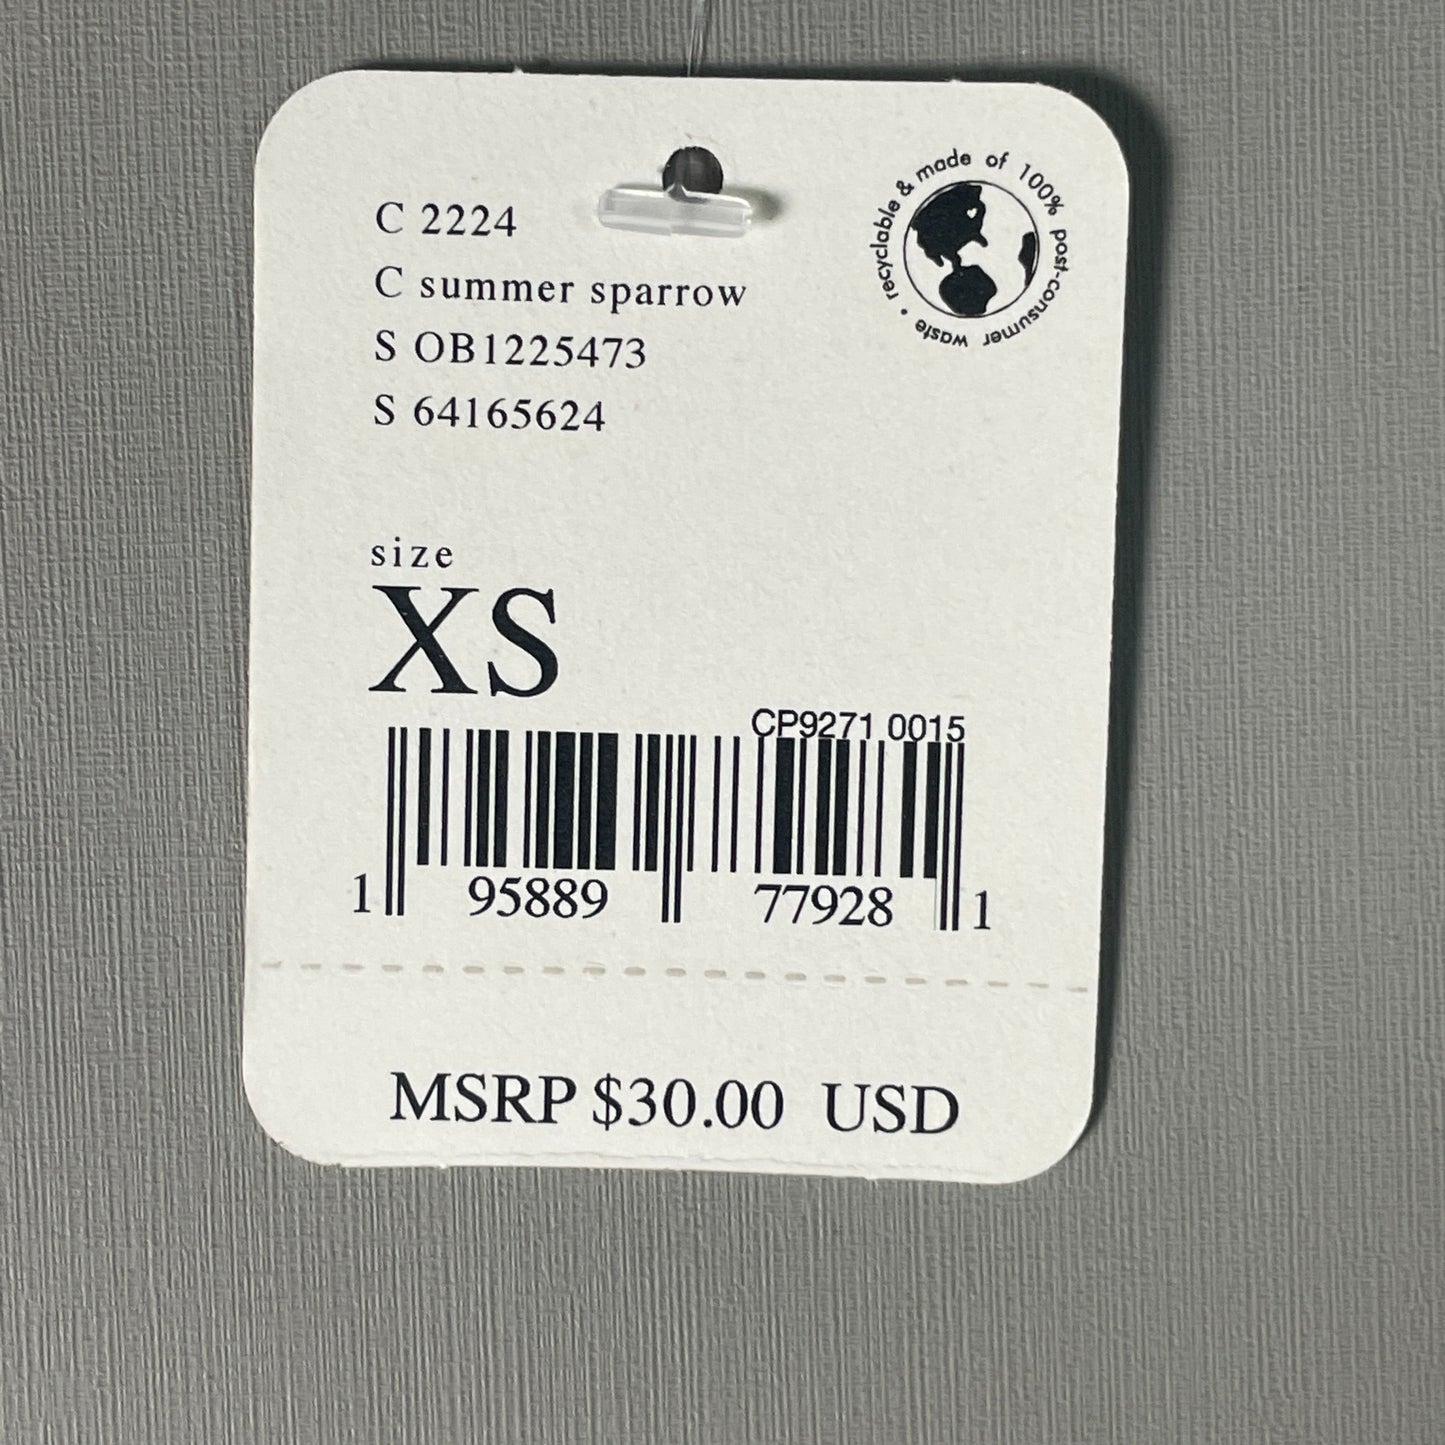 C 2224
C summer sparrow
S OB1225473
S 64165624
• recyclable & made of 100% post-consumer waste
size
XS
CP9271 0015
1 95889 77928 1
MSRP $30.00 USD